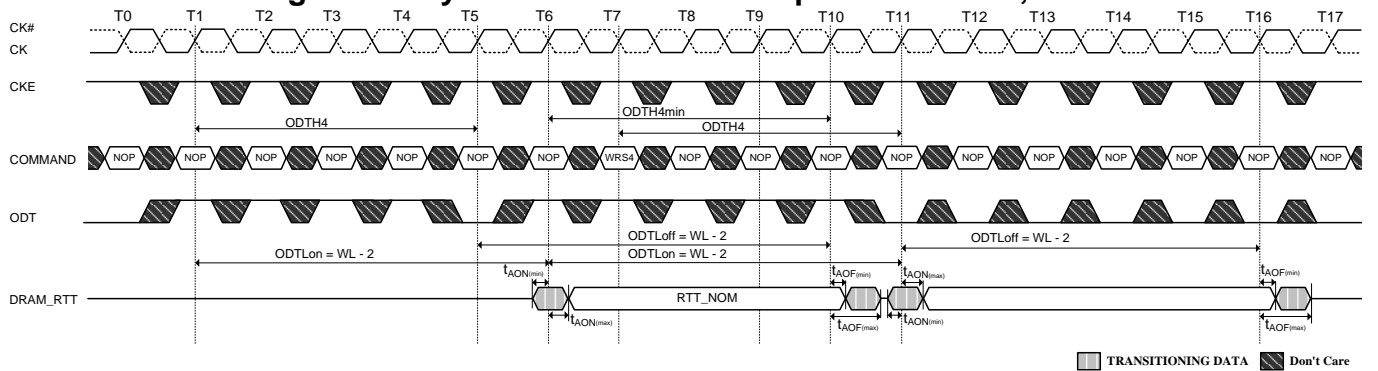 T0 T1 T2 T3 T4 T5 T6 T7 T8 T9 T10 T11 T12 T13 T14 T15 T16 T17
CK#
CK
CKE
ODTH4min
ODTH4 ODTH4
COMMAND NOP NOP NOP NOP NOP NOP NOP WRS4 NOP NOP NOP NOP NOP NOP NOP NOP NOP NOP
ODT
ODTLoff = WL - 2 ODTLoff = WL - 2
ODTLon = WL - 2 ODTLon = WL - 2
tAON(min) tAOF(min) tAON(max) tAOF(min)
DRAM_RTT RTT_NOM
tAON(max) tAOF(max) tAON(min) tAOF(max)
TRANSITIONING DATA Don't Care